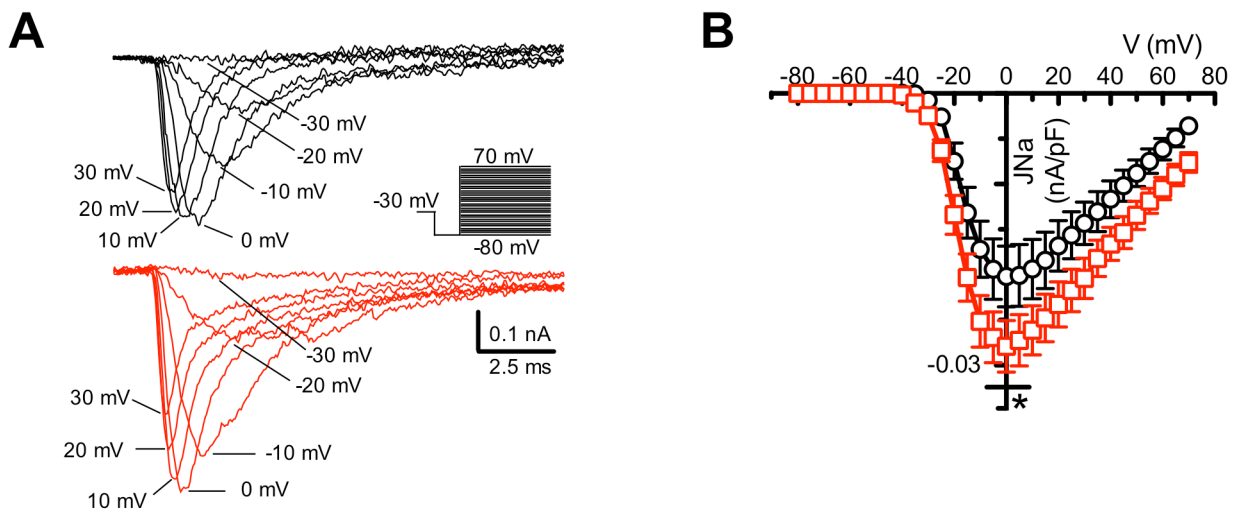 A
-30 mV
-20 mV
-10 mV
30 mV
20 mV
10 mV
0 mV
70 mV
-30 mV
-80 mV
-30 mV
-20 mV
30 mV
20 mV
-10 mV
10 mV
0 mV
0.1 nA
2.5 ms
B
V (mV)
-80 -60 -40 -20 0 20 40 60 80
JNa
(nA/pF)
-0.03
*